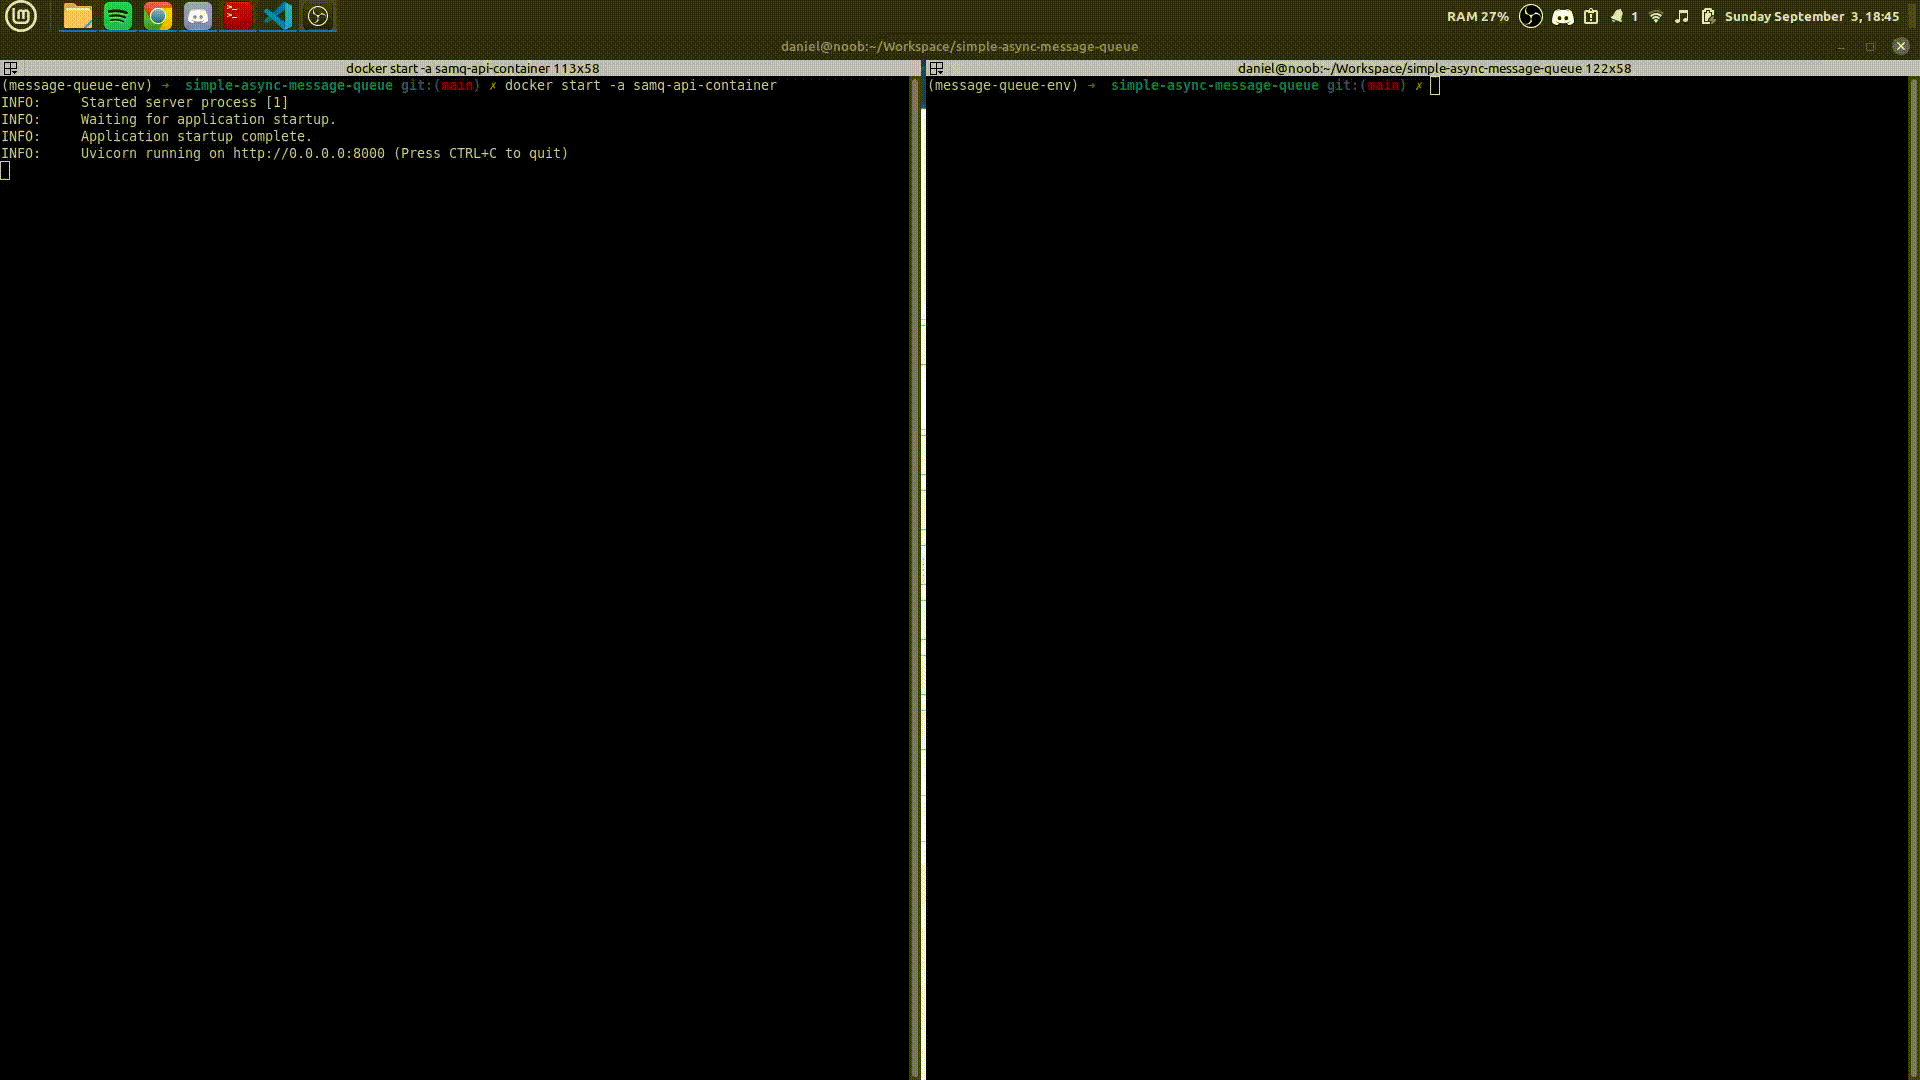 RAM 27% 1 Sunday September 3, 18:45
daniel@noob:~/Workspace/simple-async-message-queue
docker start -a samq-api-container 113x58
(message-queue-env) → simple-async-message-queue git:(main) ✗ docker start -a samq-api-container
INFO: Started server process [1]
INFO: Waiting for application startup.
INFO: Application startup complete.
INFO: Uvicorn running on http://0.0.0.0:8000 (Press CTRL+C to quit)
daniel@noob:~/Workspace/simple-async-message-queue 122x58
(message-queue-env) → simple-async-message-queue git:(main) ✗